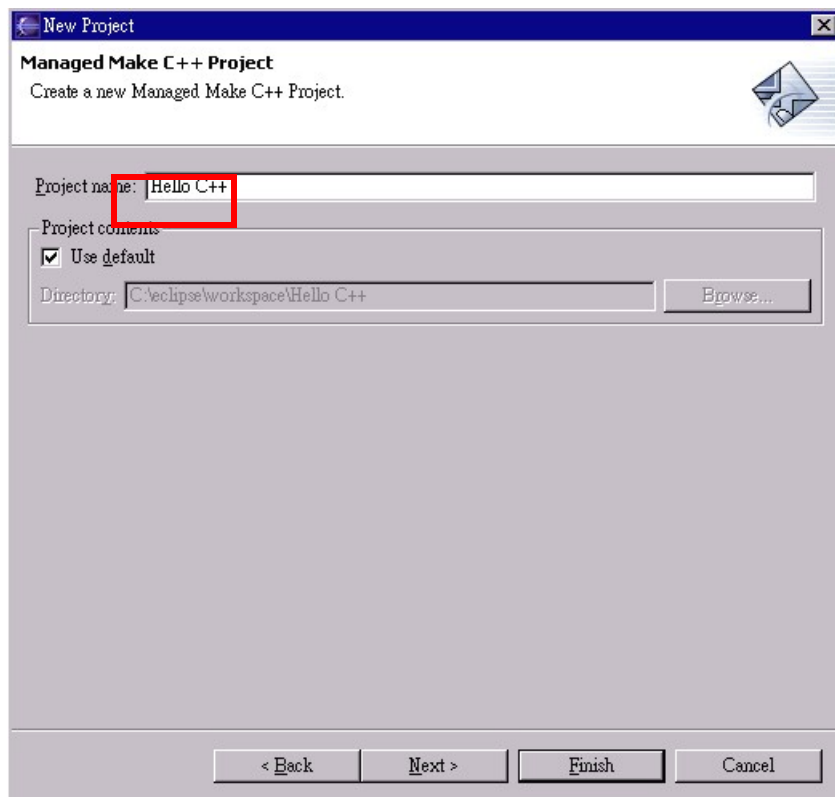 New Project
Managed Make C++ Project
Create a new Managed Make C++ Project.
Project name: Hello C++
Project contents
Use default
Directory: C:\eclipse\workspace\Hello C++ Browse...
< Back Next > Finish Cancel